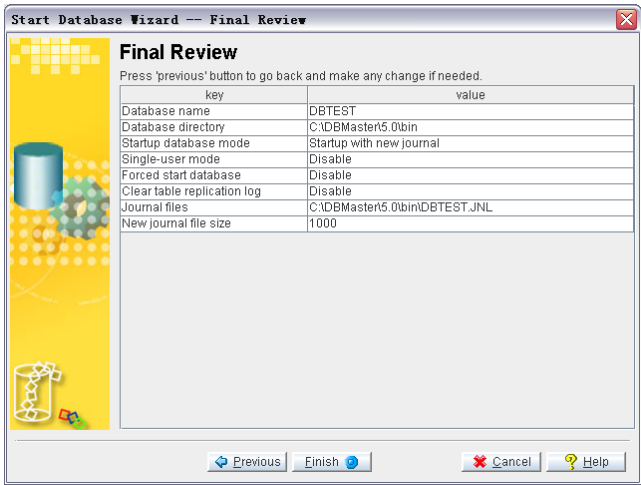 Start Database Wizard -- Final Review
Final Review
Press 'previous' button to go back and make any change if needed.
key value
Database name DBTEST
Database directory C:\DBMaster\5.0\bin
Startup database mode Startup with new journal
Single-user mode Disable
Forced start database Disable
Clear table replication log Disable
Journal files C:\DBMaster\5.0\bin\DBTEST.JNL
New journal file size 1000
Previous Finish Cancel Help